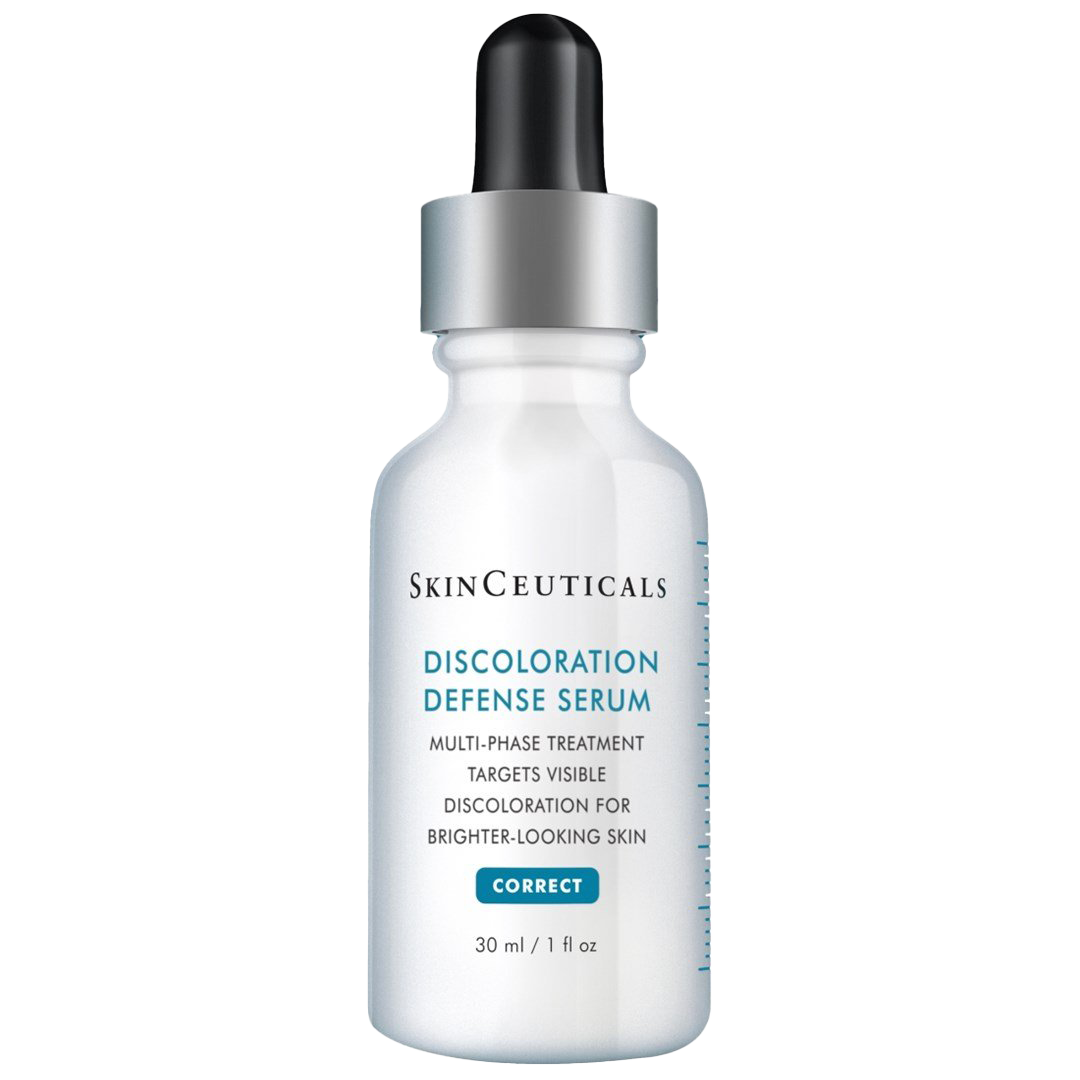 SKINCEUTICALS
DISCOLORATION
DEFENSE SERUM
MULTI-PHASE TREATMENT
TARGETS VISIBLE
DISCOLORATION FOR
BRIGHTER-LOOKING SKIN
CORRECT
30 ml / 1 fl oz